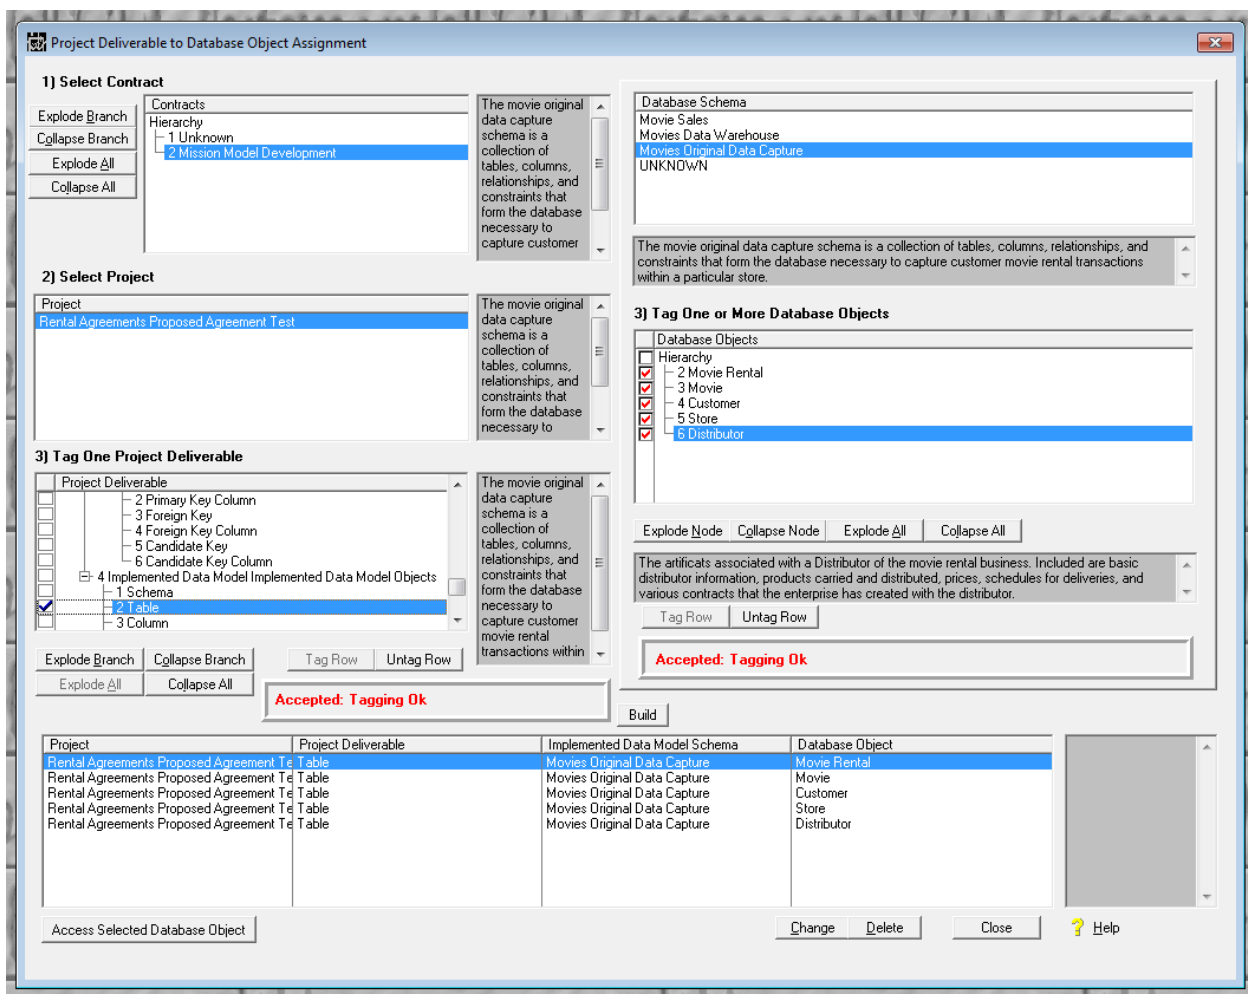 Project Deliverable to Database Object Assignment
1) Select Contract
Explode Branch
Collapse Branch
Explode All
Collapse All
Contracts
Hierarchy
1 Unknown
2 Mission Model Development
The movie original
data capture
schema is a
collection of
tables, columns,
relationships, and
constraints that
form the database
necessary to
capture customer
2) Select Project
Project
Rental Agreements Proposed Agreement Test
The movie original
data capture
schema is a
collection of
tables, columns,
relationships, and
constraints that
form the database
necessary to
3) Tag One Project Deliverable
Project Deliverable
2 Primary Key Column
3 Foreign Key
4 Foreign Key Column
5 Candidate Key
6 Candidate Key Column
4 Implemented Data Model Implemented Data Model Objects
1 Schema
2 Table
3 Column
The movie original
data capture
schema is a
collection of
tables, columns,
relationships, and
constraints that
form the database
necessary to
capture customer
movie rental
transactions within
Explode Branch
Collapse Branch
Tag Row
Untag Row
Explode All
Collapse All
Accepted: Tagging Ok
Database Schema
Movie Sales
Movies Data Warehouse
Movies Original Data Capture
UNKNOWN
The movie original data capture schema is a collection of tables, columns, relationships, and
constraints that form the database necessary to capture customer movie rental transactions
within a particular store.
3) Tag One or More Database Objects
Database Objects
Hierarchy
2 Movie Rental
3 Movie
4 Customer
5 Store
6 Distributor
Explode Node
Collapse Node
Explode All
Collapse All
The artificats associated with a Distributor of the movie rental business. Included are basic
distributor information, products carried and distributed, prices, schedules for deliveries, and
various contracts that the enterprise has created with the distributor.
Tag Row
Untag Row
Accepted: Tagging Ok
Build
Project Project Deliverable Implemented Data Model Schema Database Object
Rental Agreements Proposed Agreement Te Table Movies Original Data Capture Movie Rental
Rental Agreements Proposed Agreement Te Table Movies Original Data Capture Movie
Rental Agreements Proposed Agreement Te Table Movies Original Data Capture Customer
Rental Agreements Proposed Agreement Te Table Movies Original Data Capture Store
Rental Agreements Proposed Agreement Te Table Movies Original Data Capture Distributor
Access Selected Database Object
Change
Delete
Close
? Help